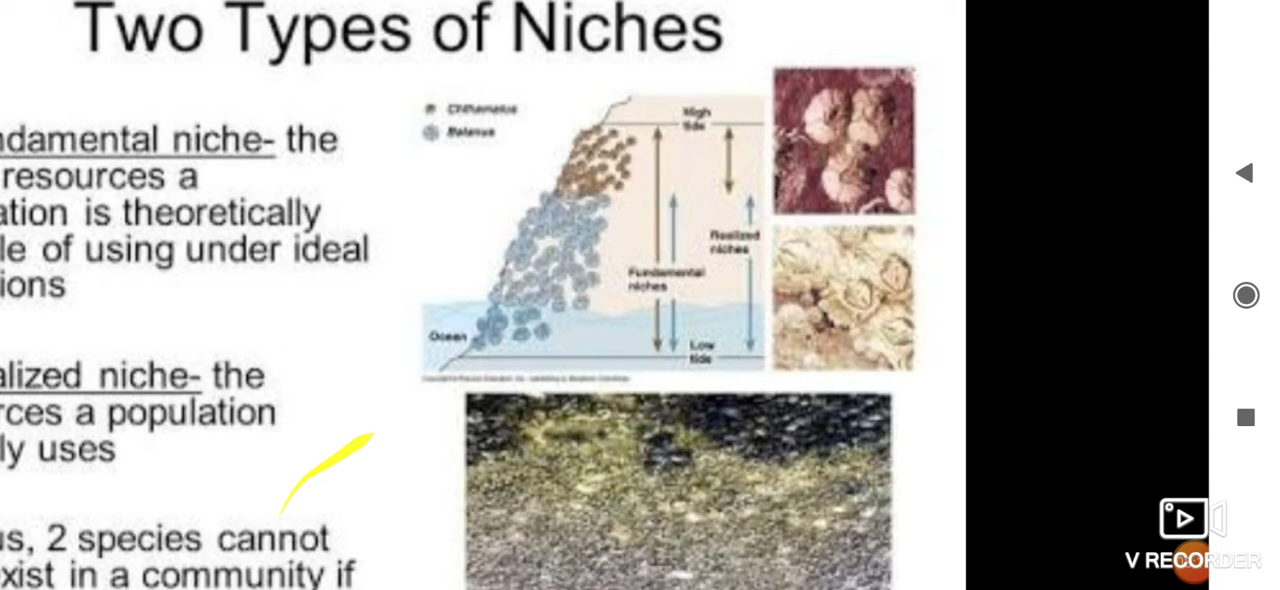 Two Types of Niches
ndamental niche- the
resources a
ation is theoretically
le of using under ideal
ions
alized niche- the
rces a population
ly uses
us, 2 species cannot
exist in a community if
Chthamalus
Balanus
High
tide
Realized
niches
Fundamental
niches
Ocean
Low
tide
V RECORDER